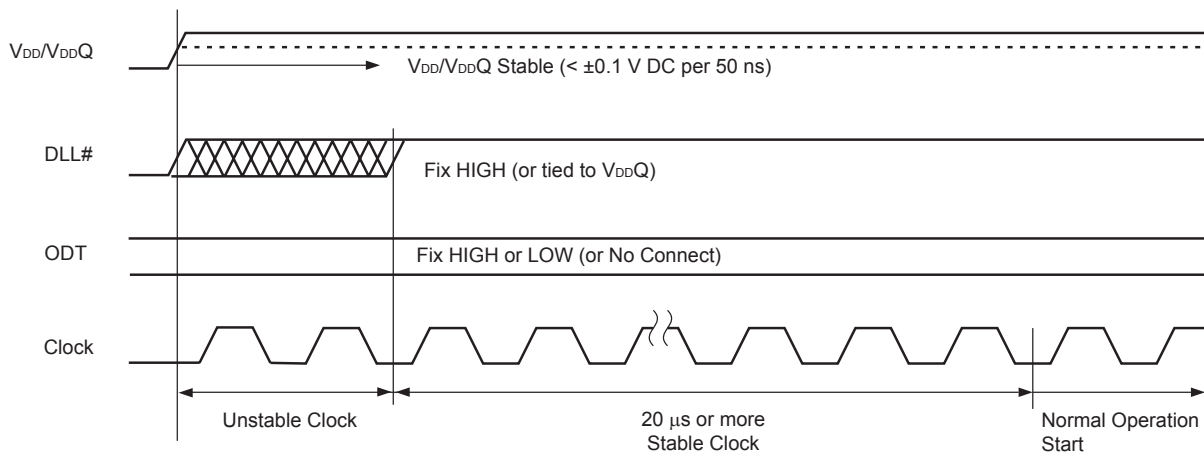 VDD/VDDQ
VDD/VDDQ Stable (< ±0.1 V DC per 50 ns)
DLL#
Fix HIGH (or tied to VDDQ)
ODT
Fix HIGH or LOW (or No Connect)
Clock
Unstable Clock
20 μs or more
Stable Clock
Normal Operation
Start